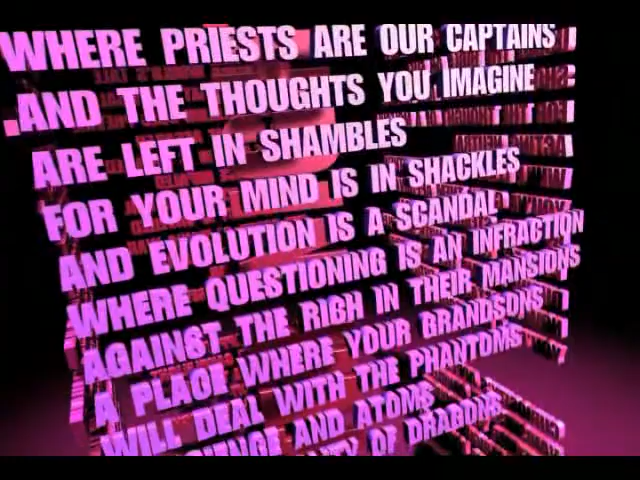 WHERE PRIESTS ARE OUR CAPTAINS
AND THE THOUGHTS YOU IMAGINE
ARE LEFT IN SHAMBLES
FOR YOUR MIND IS IN SHACKLES
AND EVOLUTION IS A SCANDAL
WHERE QUESTIONING IS AN INFRACTION
AGAINST THE RIGH IN THEIR MANSIONS
A PLACE WHERE YOUR GRANDSONS
WILL DEAL WITH THE PHANTOMS
AND ATOMS
OF DRAGONS